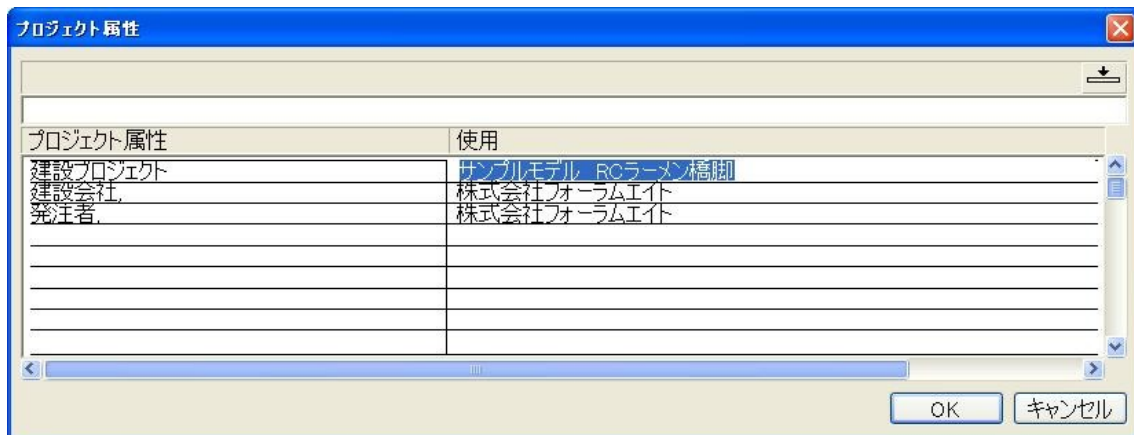 プロジェクト属性
プロジェクト属性 使用
建設プロジェクト サンプルモデル RCラーメン橋脚
建設会社, 株式会社フォーラムエイト
発注者, 株式会社フォーラムエイト
OK キャンセル